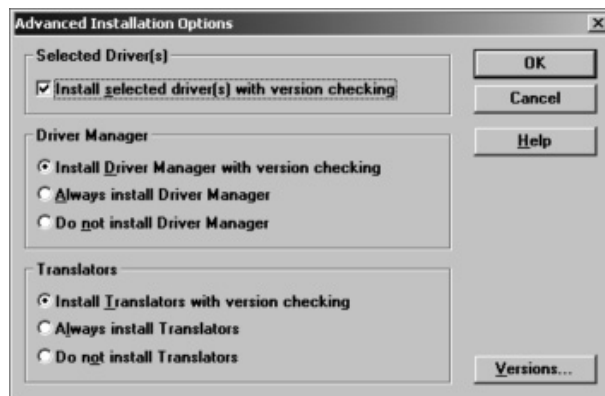 Advanced Installation Options
Selected Driver(s)
Install selected driver(s) with version checking
Driver Manager
Install Driver Manager with version checking
Always install Driver Manager
Do not install Driver Manager
Translators
Install Translators with version checking
Always install Translators
Do not install Translators
OK
Cancel
Help
Versions...